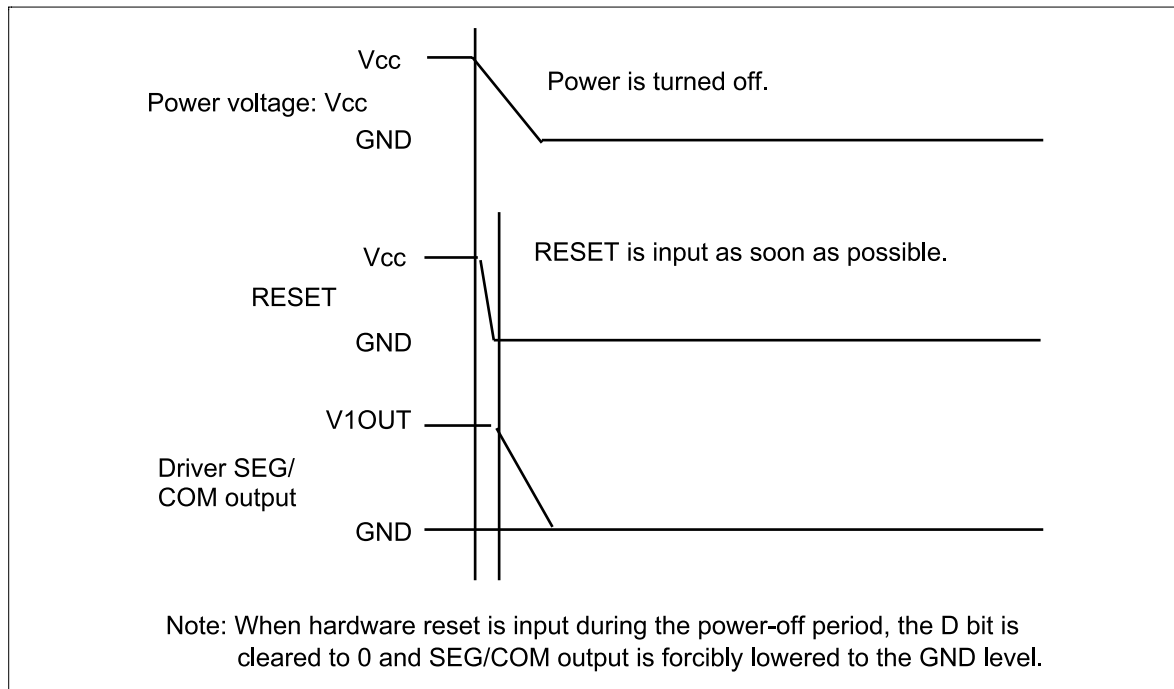 Vcc
Power is turned off.
Power voltage: Vcc
GND
Vcc
RESET is input as soon as possible.
RESET
GND
V1OUT
Driver SEG/
COM output
GND
Note: When hardware reset is input during the power-off period, the D bit is
cleared to 0 and SEG/COM output is forcibly lowered to the GND level.